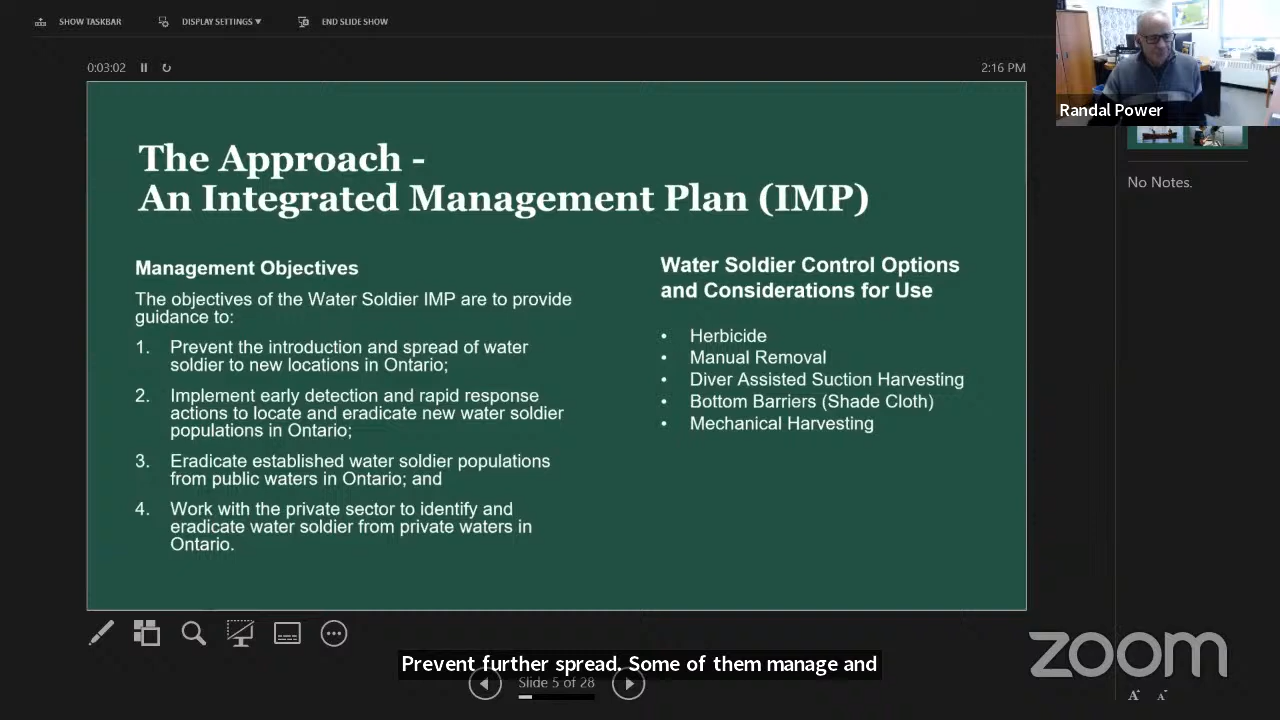 SHOW TASKBAR
DISPLAY SETTINGS ▼
END SLIDE SHOW
0:03:02
2:16 PM
Randal Power
No Notes.
The Approach -
An Integrated Management Plan (IMP)
Management Objectives
The objectives of the Water Soldier IMP are to provide
guidance to:
1. Prevent the introduction and spread of water
soldier to new locations in Ontario;
2. Implement early detection and rapid response
actions to locate and eradicate new water soldier
populations in Ontario;
3. Eradicate established water soldier populations
from public waters in Ontario; and
4. Work with the private sector to identify and
eradicate water soldier from private waters in
Ontario.
Water Soldier Control Options
and Considerations for Use
• Herbicide
• Manual Removal
• Diver Assisted Suction Harvesting
• Bottom Barriers (Shade Cloth)
• Mechanical Harvesting
Prevent further spread. Some of them manage and
Slide 5 of 28
zoom
A A